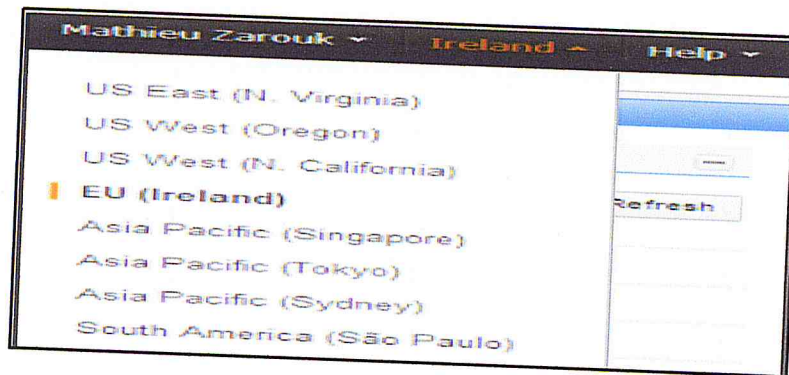 Mathieu Zarouk Ireland Help
US East (N. Virginia)
US West (Oregon)
US West (N. California)
EU (Ireland)
Refresh
Asia Pacific (Singapore)
Asia Pacific (Tokyo)
Asia Pacific (Sydney)
South America (São Paulo)